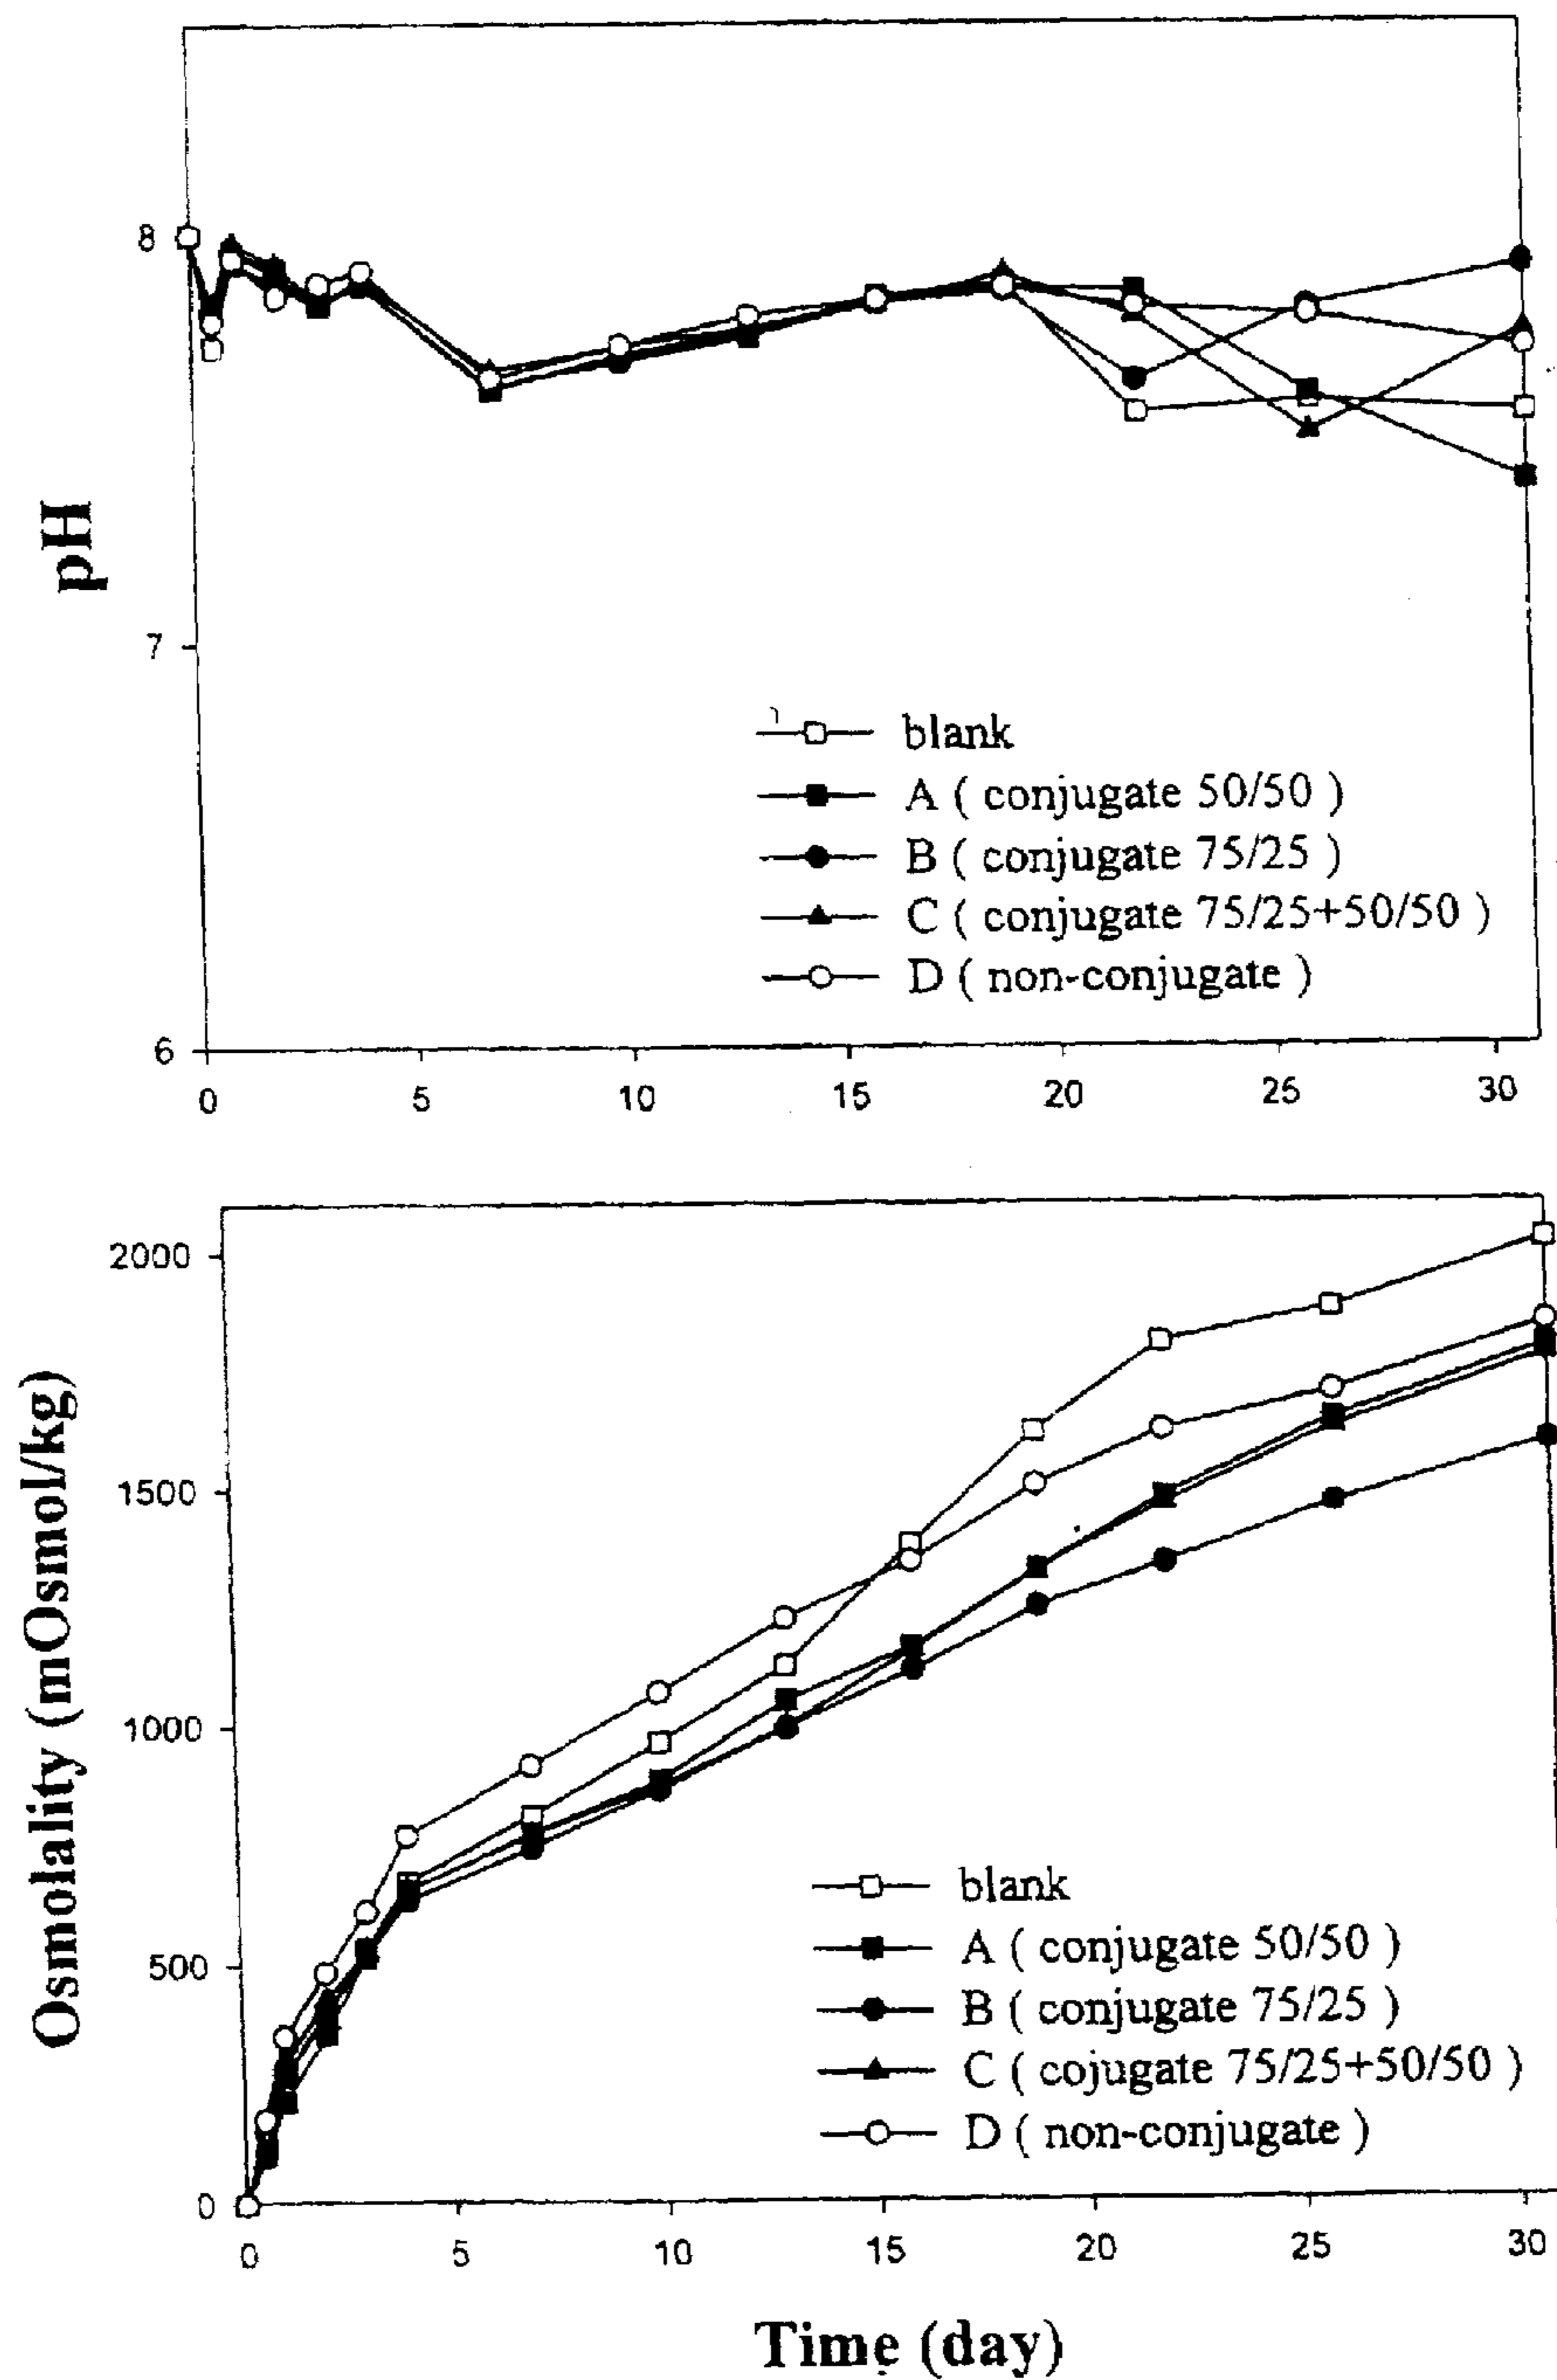 8
7
6
pH
blank
A ( conjugate 50/50 )
B ( conjugate 75/25 )
C ( conjugate 75/25+50/50 )
D ( non-conjugate )
0 5 10 15 20 25 30
2000
1500
1000
500
0
Osmolality (mOsmol/kg)
blank
A ( conjugate 50/50 )
B ( conjugate 75/25 )
C ( cojugate 75/25+50/50 )
D ( non-conjugate )
0 5 10 15 20 25 30
Time (day)